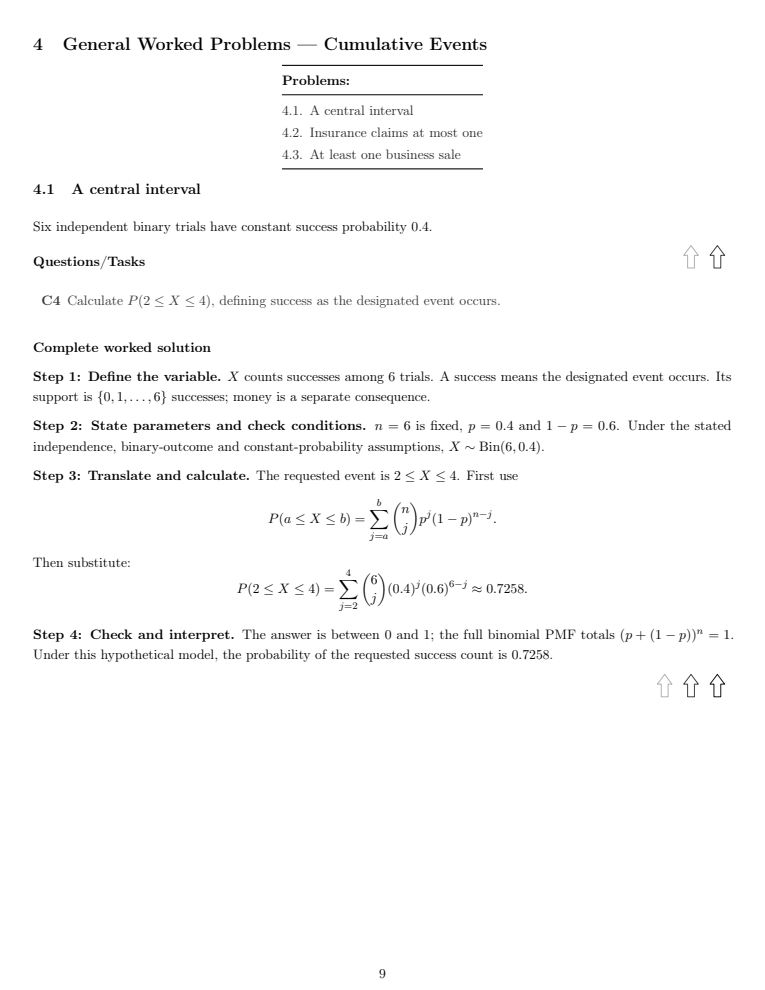 4 General Worked Problems — Cumulative Events
Problems:
4.1. A central interval
4.2. Insurance claims at most one
4.3. At least one business sale
4.1 A central interval
Six independent binary trials have constant success probability 0.4.
Questions/Tasks
C4 Calculate P(2 ≤ X ≤ 4), defining success as the designated event occurs.
Complete worked solution
Step 1: Define the variable. X counts successes among 6 trials. A success means the designated event occurs. Its
support is {0, 1, . . . , 6} successes; money is a separate consequence.
Step 2: State parameters and check conditions. n = 6 is fixed, p = 0.4 and 1 − p = 0.6. Under the stated
independence, binary-outcome and constant-probability assumptions, X ∼ Bin(6, 0.4).
Step 3: Translate and calculate. The requested event is 2 ≤ X ≤ 4. First use
P(a ≤ X ≤ b) = ∑_{j=a}^{b} (n j) p^j (1 − p)^{n−j}.
Then substitute:
P(2 ≤ X ≤ 4) = ∑_{j=2}^{4} (6 j) (0.4)^j (0.6)^{6−j} ≈ 0.7258.
Step 4: Check and interpret. The answer is between 0 and 1; the full binomial PMF totals (p + (1 − p))^n = 1.
Under this hypothetical model, the probability of the requested success count is 0.7258.
9